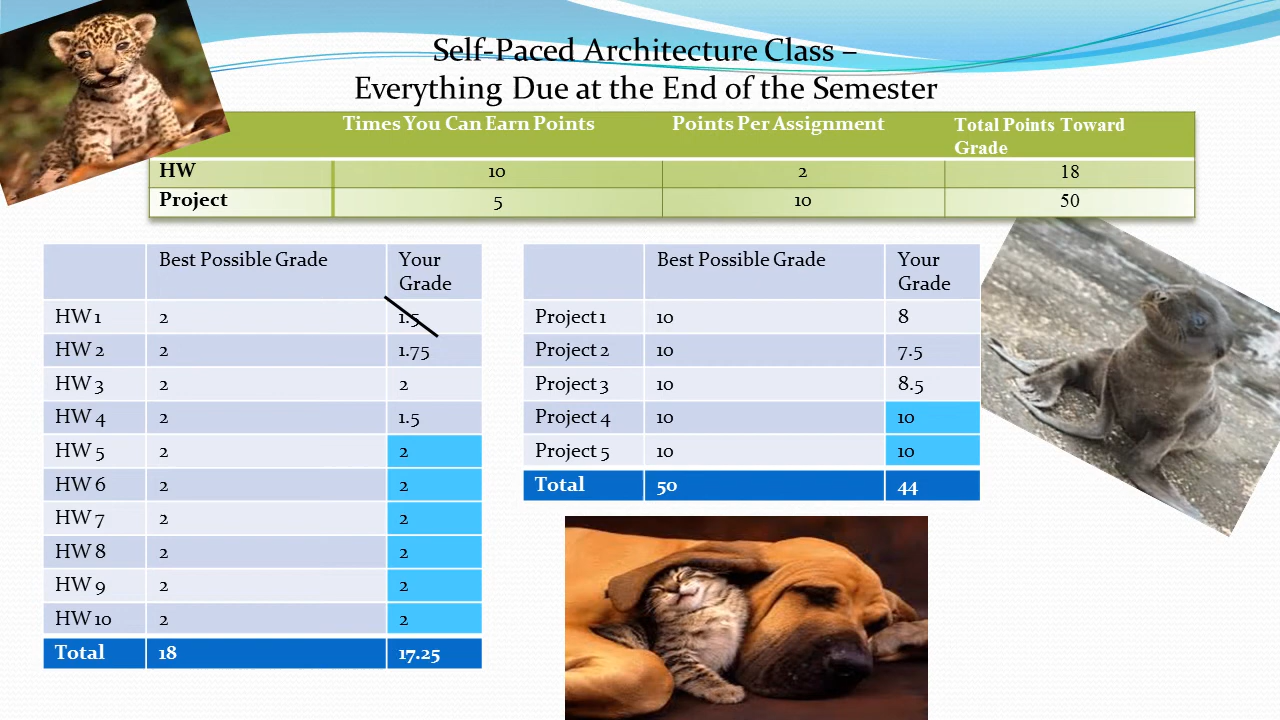 Self-Paced Architecture Class –
Everything Due at the End of the Semester
Times You Can Earn Points Points Per Assignment Total Points Toward
Grade
HW 10 2 18
Project 5 10 50
Best Possible Grade Your
Grade
HW 1 2 1.5
HW 2 2 1.75
HW 3 2 2
HW 4 2 1.5
HW 5 2 2
HW 6 2 2
HW 7 2 2
HW 8 2 2
HW 9 2 2
HW 10 2 2
Total 18 17.25
Best Possible Grade Your
Grade
Project 1 10 8
Project 2 10 7.5
Project 3 10 8.5
Project 4 10 10
Project 5 10 10
Total 50 44